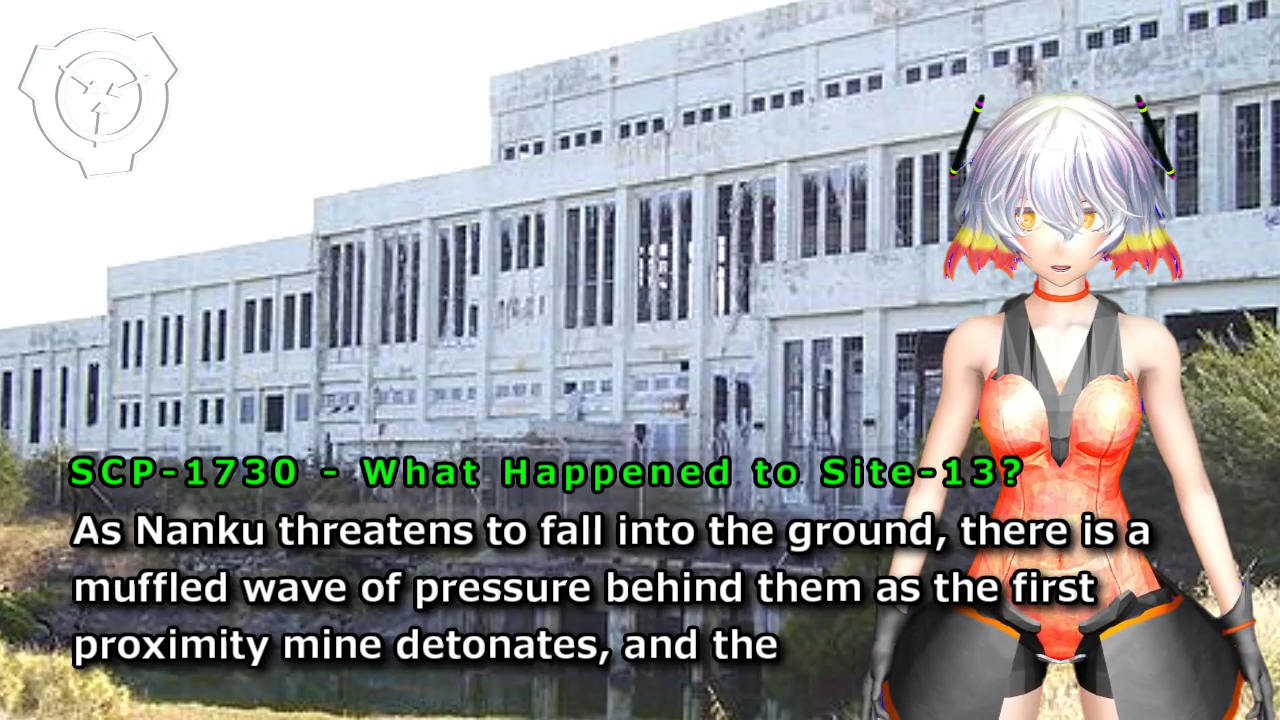 SCP-1730 - What Happened to Site-13?
As Nanku threatens to fall into the ground, there is a
muffled wave of pressure behind them as the first
proximity mine detonates, and the